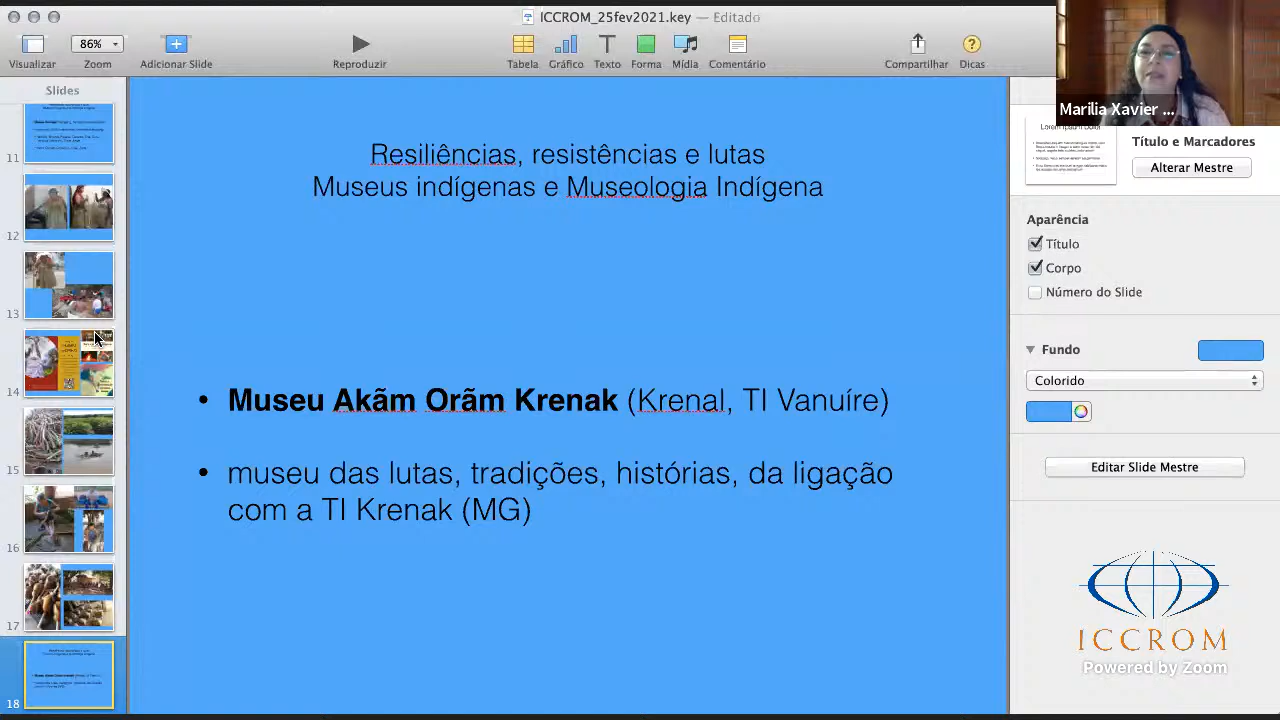 ICCROM_25fev2021.key — Editado
Visualizar
86%
Zoom
Adicionar Slide
Reproduzir
Tabela
Gráfico
Texto
Forma
Mídia
Comentário
Compartilhar
Dicas
Marilia Xavier ...
Slides
11
12
13
14
15
16
17
18
Resiliências, resistências e lutas
Museus indígenas e Museologia Indígena
• Museu Akãm Orãm Krenak (Krenal, TI Vanuíre)
• museu das lutas, tradições, histórias, da ligação
com a TI Krenak (MG)
Título e Marcadores
Alterar Mestre
Aparência
Título
Corpo
Número do Slide
Fundo
Colorido
Editar Slide Mestre
ICCROM
Powered by Zoom